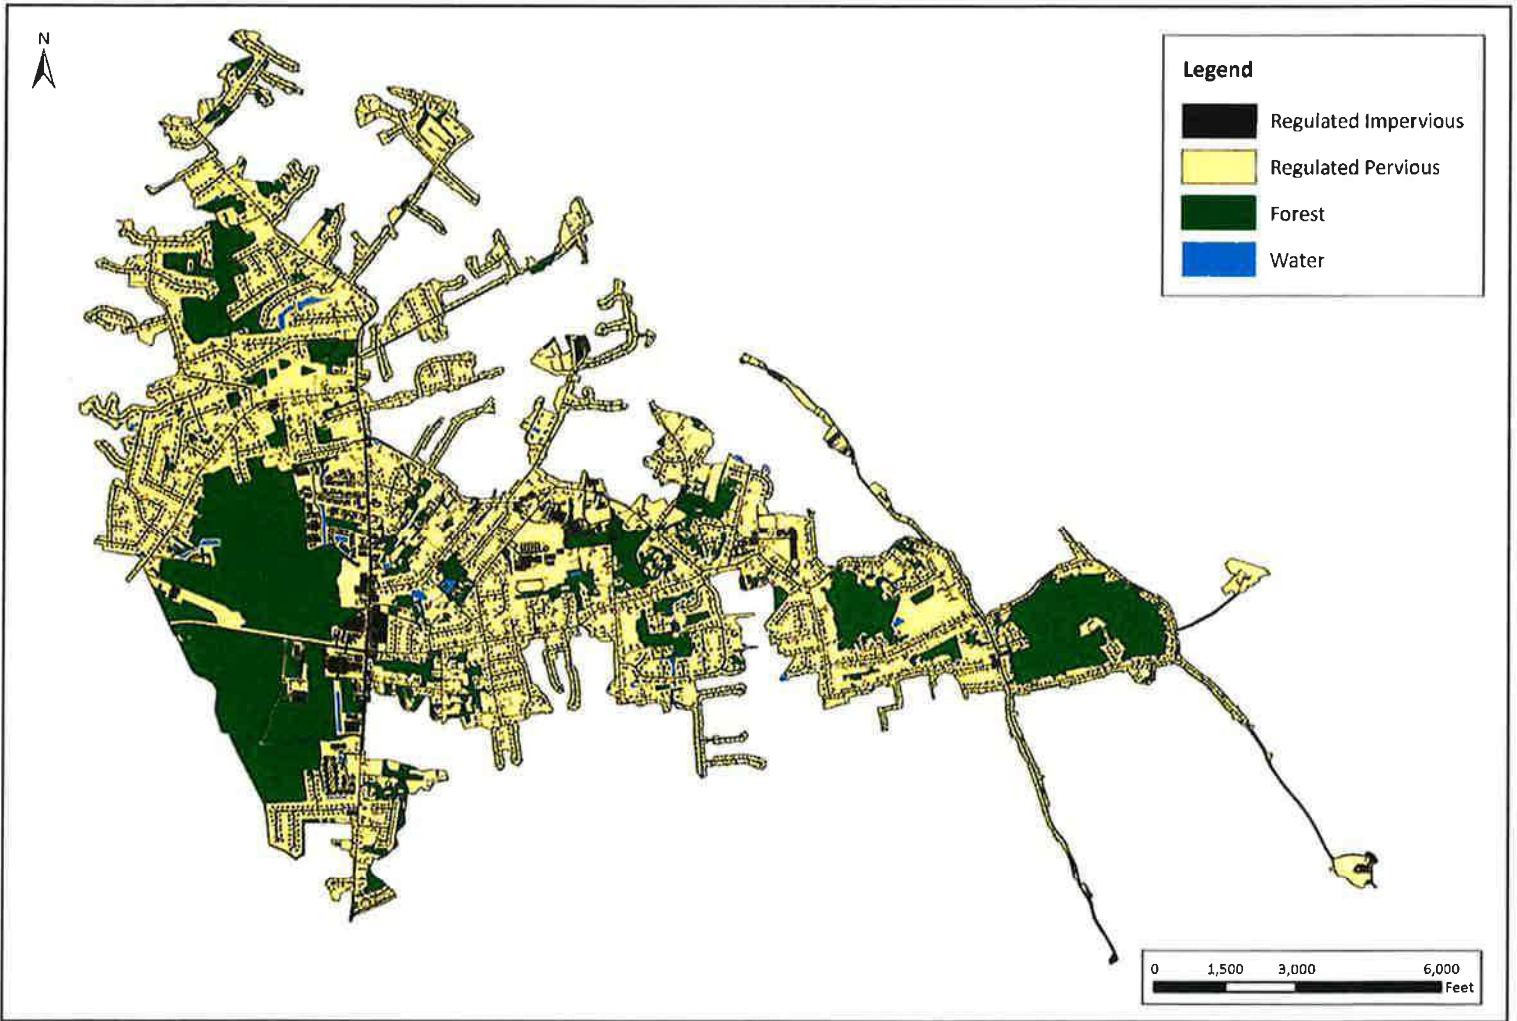 N
Legend
Regulated Impervious
Regulated Pervious
Forest
Water
0 1,500 3,000 6,000
Feet